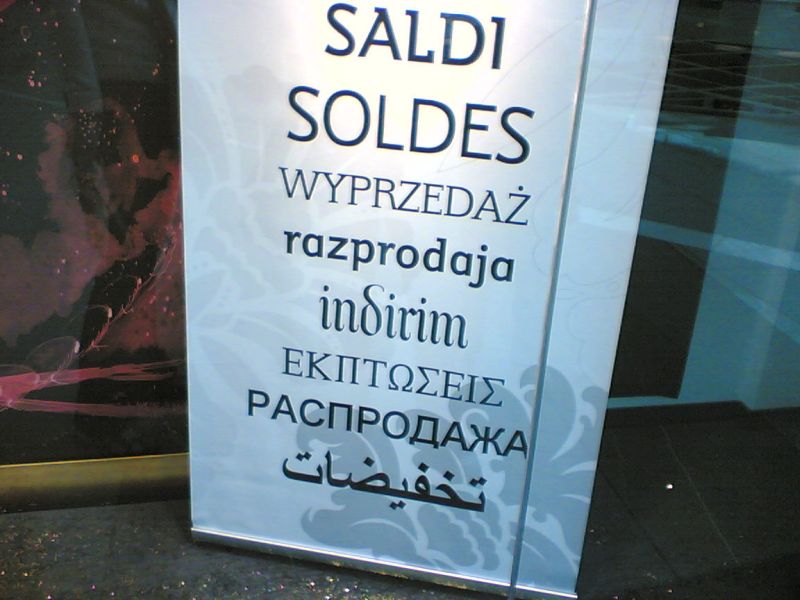 SALDI
SOLDES
WYPRZEDAŻ
razprodaja
indirim
ΕΚΠΤΩΣΕΙΣ
РАСПРОДАЖА
تخفيضات